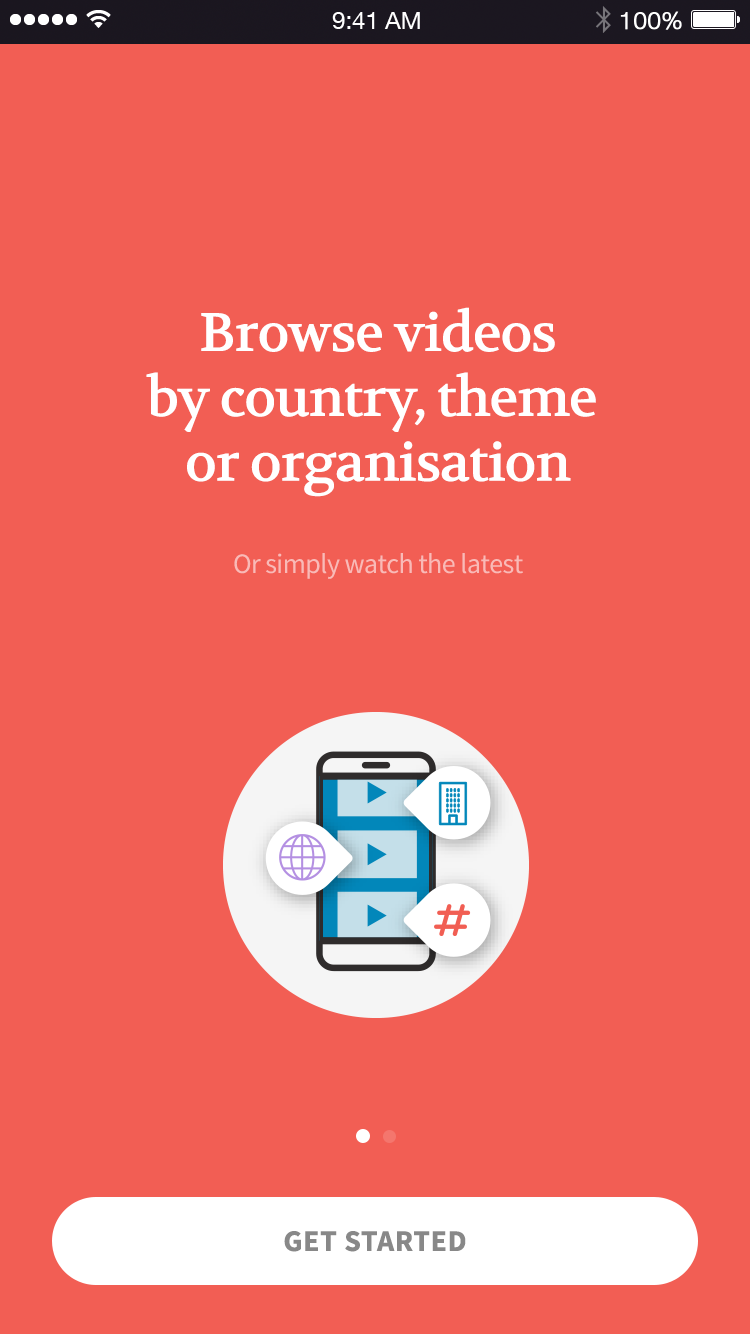 9:41 AM
100%
Browse videos
by country, theme
or organisation
Or simply watch the latest
#
GET STARTED